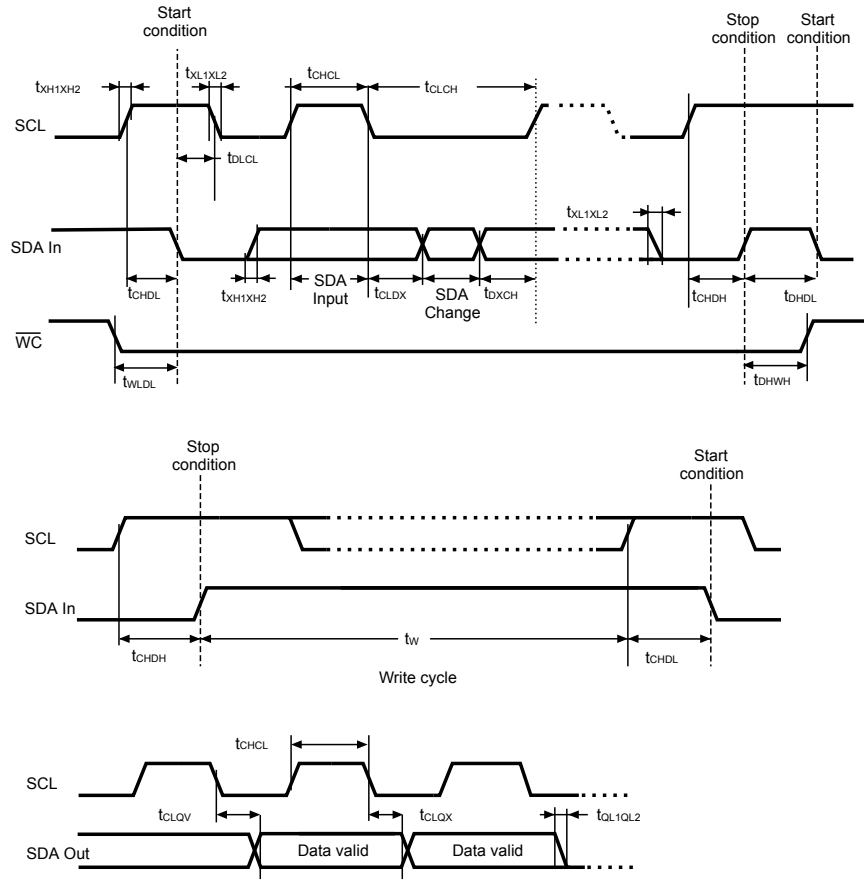 Start
condition
Stop
condition
Start
condition
tXH1XH2
tXL1XL2
tCHCL
tCLCH
SCL
tDLCL
tXL1XL2
SDA In
tCHDL
tXH1XH2
SDA
Input
tCLDX
SDA
Change
tDXCH
tCHDH
tDHDL
WC
tWLDL
tDHWH
Stop
condition
Start
condition
SCL
SDA In
tCHDH
tW
tCHDL
Write cycle
tCHCL
SCL
tCLQV
tCLQX
tQL1QL2
SDA Out
Data valid
Data valid